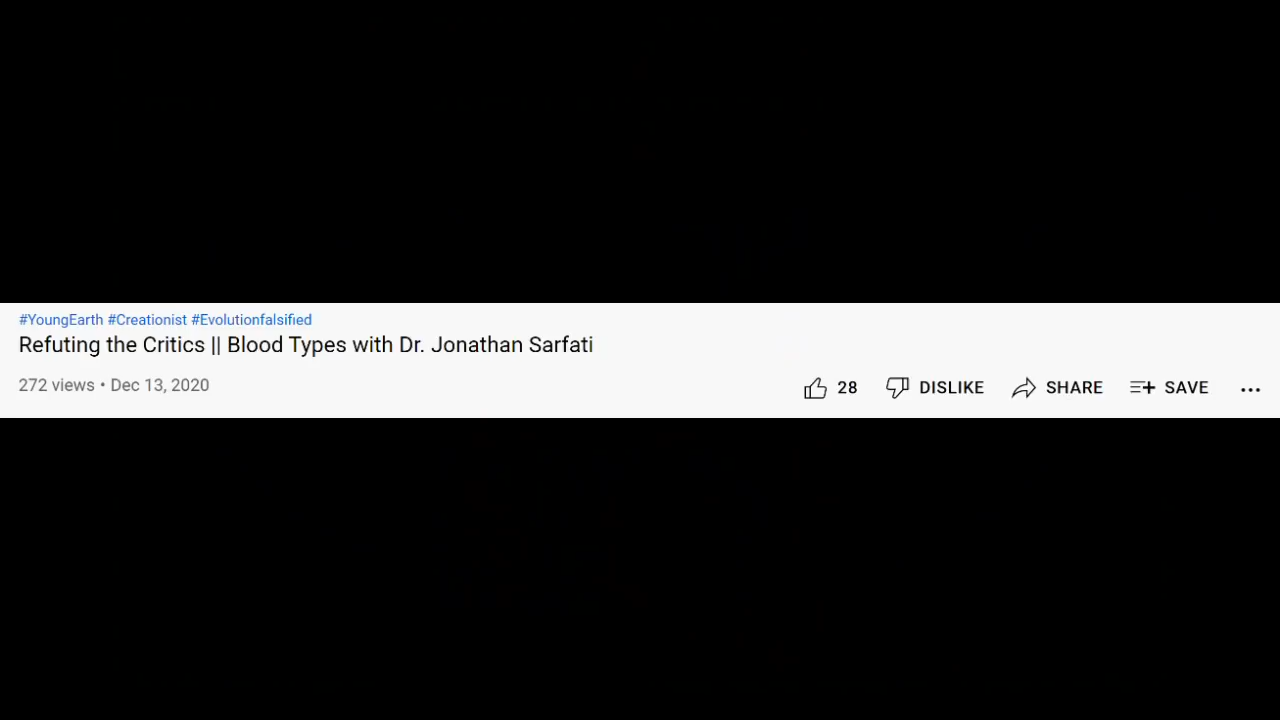 #YoungEarth #Creationist #Evolutionfalsified
Refuting the Critics || Blood Types with Dr. Jonathan Sarfati
272 views • Dec 13, 2020
28 DISLIKE SHARE SAVE ...